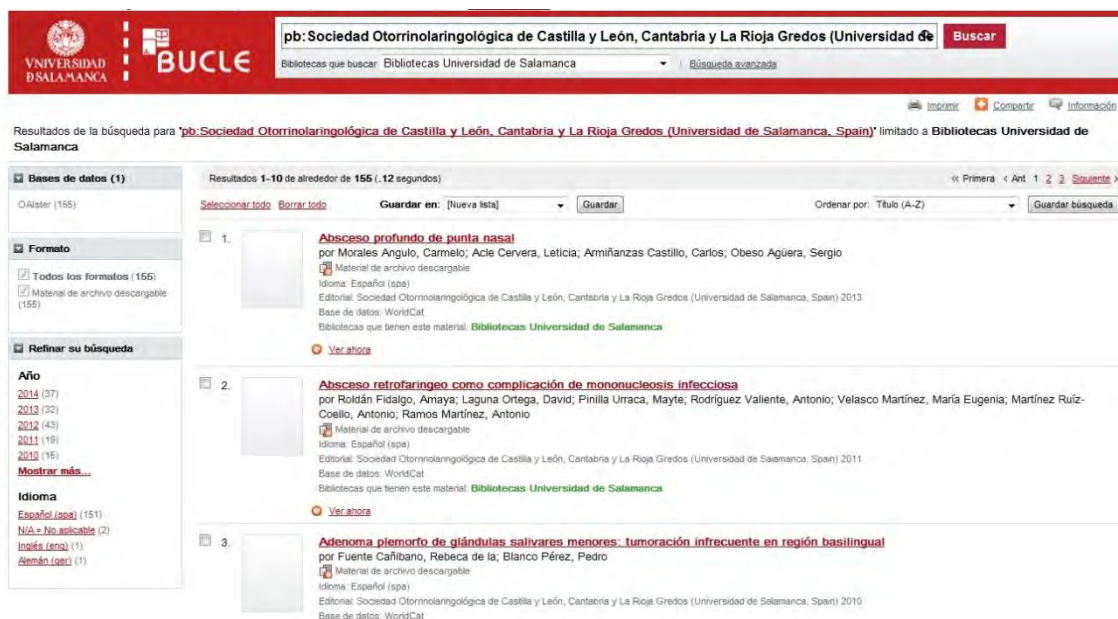 pb:Sociedad Otorrinolaringológica de Castilla y León, Cantabria y La Rioja Gredos (Universidad de
Buscar
VNIVERSIDAD
D SALAMANCA
BUCLE
Bibliotecas que buscar: Bibliotecas Universidad de Salamanca
Búsqueda avanzada
Imprimir Compartir Información
Resultados de la búsqueda para 'pb:Sociedad Otorrinolaringológica de Castilla y León, Cantabria y La Rioja Gredos (Universidad de Salamanca, Spain)' limitado a Bibliotecas Universidad de
Salamanca
Bases de datos (1)
OAIster (155)
Formato
Todos los formatos (155)
Material de archivo descargable
(155)
Refinar su búsqueda
Año
2014 (37)
2013 (32)
2012 (43)
2011 (19)
2010 (15)
Mostrar más...
Idioma
Español (spa) (151)
N/A = No aplicable (2)
Inglés (eng) (1)
Alemán (ger) (1)
Resultados 1-10 de alrededor de 155 (.12 segundos)
<< Primera < Ant 1 2 3 Siguiente >
Seleccionar todo Borrar todo Guardar en: [Nueva lista] Guardar Ordenar por: Título (A-Z) Guardar búsqueda
1. Absceso profundo de punta nasal
por Morales Angulo, Carmelo; Acle Cervera, Leticia; Armiñanzas Castillo, Carlos; Obeso Agüera, Sergio
Material de archivo descargable
Idioma: Español (spa)
Editorial: Sociedad Otorrinolaringológica de Castilla y León, Cantabria y La Rioja Gredos (Universidad de Salamanca, Spain) 2013
Base de datos: WorldCat
Bibliotecas que tienen este material: Bibliotecas Universidad de Salamanca
Ver ahora
2. Absceso retrofaringeo como complicación de mononucleosis infecciosa
por Roldán Fidalgo, Amaya; Laguna Ortega, David; Pinilla Urraca, Mayte; Rodríguez Valiente, Antonio; Velasco Martínez, María Eugenia; Martínez Ruíz-
Coello, Antonio; Ramos Martínez, Antonio
Material de archivo descargable
Idioma: Español (spa)
Editorial: Sociedad Otorrinolaringológica de Castilla y León, Cantabria y La Rioja Gredos (Universidad de Salamanca, Spain) 2011
Base de datos: WorldCat
Bibliotecas que tienen este material: Bibliotecas Universidad de Salamanca
Ver ahora
3. Adenoma plemorfo de glándulas salivares menores: tumoración infrecuente en región basilingual
por Fuente Cañibano, Rebeca de la; Blanco Pérez, Pedro
Material de archivo descargable
Idioma: Español (spa)
Editorial: Sociedad Otorrinolaringológica de Castilla y León, Cantabria y La Rioja Gredos (Universidad de Salamanca, Spain) 2010
Base de datos: WorldCat